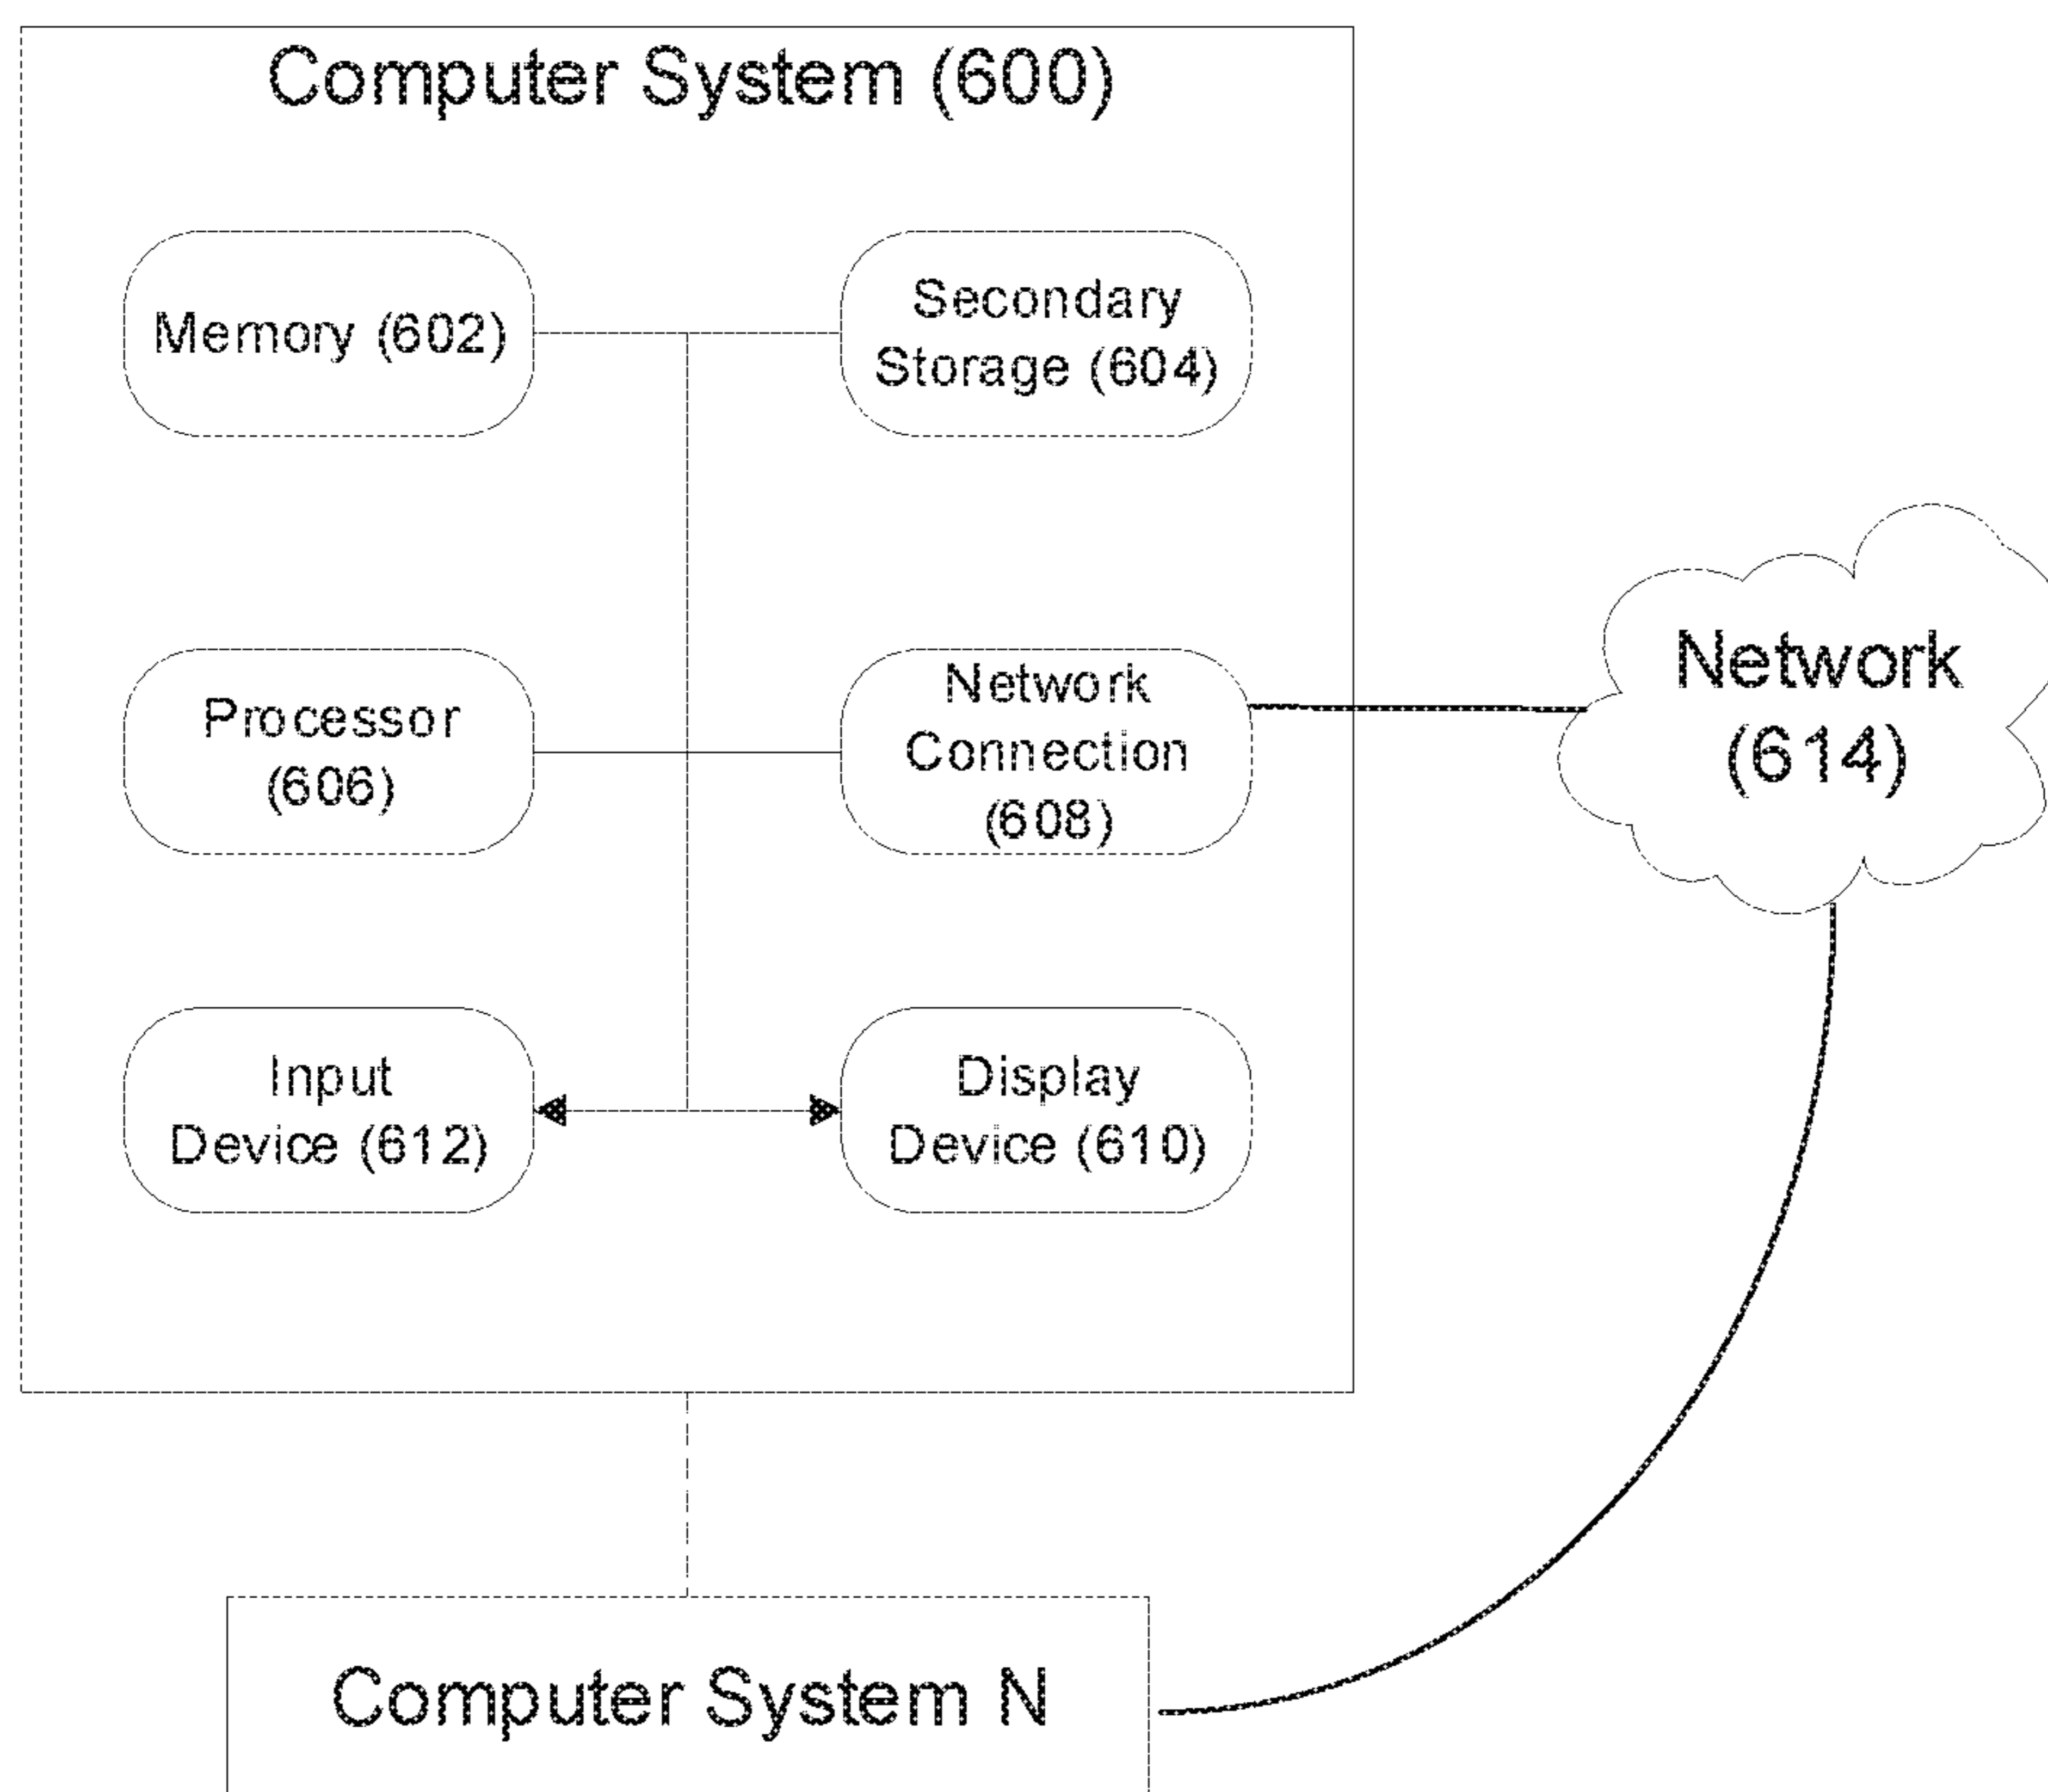 Computer System (600)
Memory (602)
Secondary
Storage (604)
Processor
(606)
Network
Connection
(608)
Network
(614)
Input
Device (612)
Display
Device (610)
Computer System N